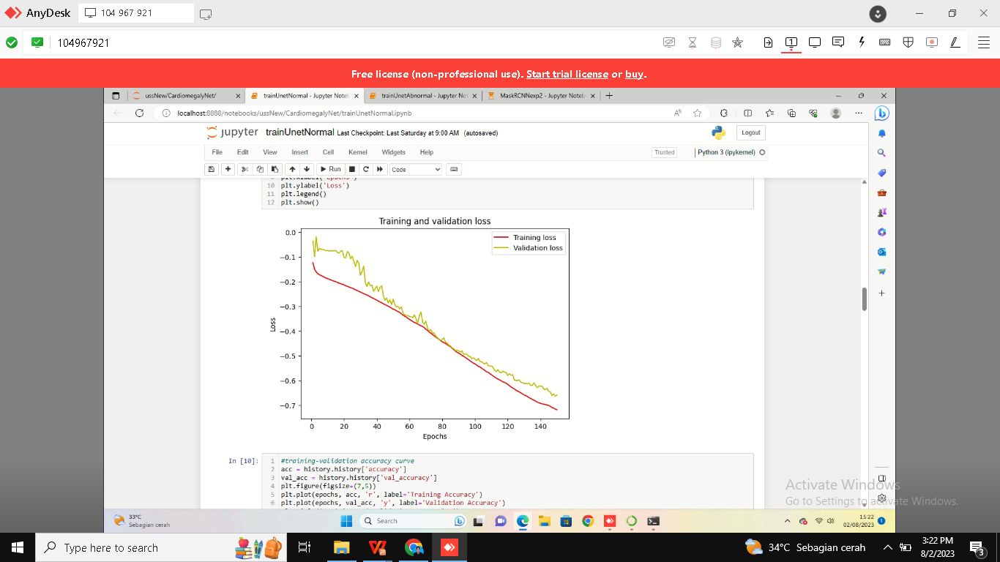 AnyDesk
104 967 921
104967921
1
Free license (non-professional use). Start trial license or buy.
ussNew/CardiomegalyNet/
trainUnetNormal - Jupyter Note
trainUnetAbnormal - Jupyter No
MaskRCNNexp2 - Jupyter Noteb
localhost:8888/notebooks/ussNew/CardiomegalyNet/trainUnetNormal.ipynb
jupyter trainUnetNormal Last Checkpoint: Last Saturday at 9:00 AM (autosaved)
Logout
File Edit View Insert Cell Kernel Widgets Help
Trusted
Python 3 (ipykernel)
Run
Code
9 plt.xlabel('Epochs')
10 plt.ylabel('Loss')
11 plt.legend()
12 plt.show()
Training and validation loss
Training loss
Validation loss
0.0
−0.1
−0.2
−0.3
−0.4
−0.5
−0.6
−0.7
Loss
0 20 40 60 80 100 120 140
Epochs
In [10]:
1 #training-validation accuracy curve
2 acc = history.history['accuracy']
3 val_acc = history.history['val_accuracy']
4 plt.figure(figsize=(7,5))
5 plt.plot(epochs, acc, 'r', label='Training Accuracy')
6 plt.plot(epochs, val_acc, 'y', label='Validation Accuracy')
Activate Windows
Go to Settings to activate Windows.
33°C
Sebagian cerah
Search
15:22
02/08/2023
1
Type here to search
34°C Sebagian cerah
3:22 PM
8/2/2023
3